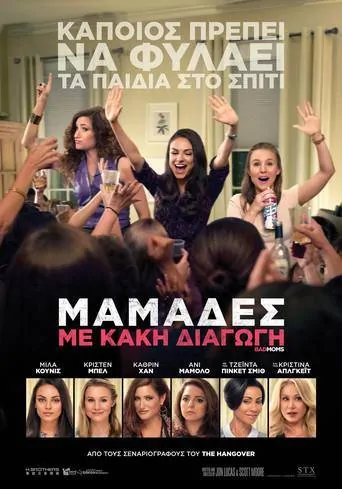 ΚΑΠΟΙΟΣ ΠΡΕΠΕΙ
ΝΑ ΦΥΛΑΕΙ
ΤΑ ΠΑΙΔΙΑ ΣΤΟ ΣΠΙΤΙ
ΜΑΜΑΔΕΣ
ΜΕ ΚΑΚΗ ΔΙΑΓΩΓΗ
BAD MOMS
ΜΙΛΑ ΚΟΥΝΙΣ
ΚΡΙΣΤΕΝ ΜΠΕΛ
ΚΑΘΡΙΝ ΧΑΝ
ΑΝΙ ΜΑΜΟΛΟ
ΤΖΕΪΝΤΑ ΠΙΝΚΕΤ ΣΜΙΘ
ΚΡΙΣΤΙΝΑ ΑΠΛΓΚΕΪΤ
ΑΠΟ ΤΟΥΣ ΣΕΝΑΡΙΟΓΡΑΦΟΥΣ ΤΟΥ THE HANGOVER
JON LUCAS & SCOTT MOORE
STX